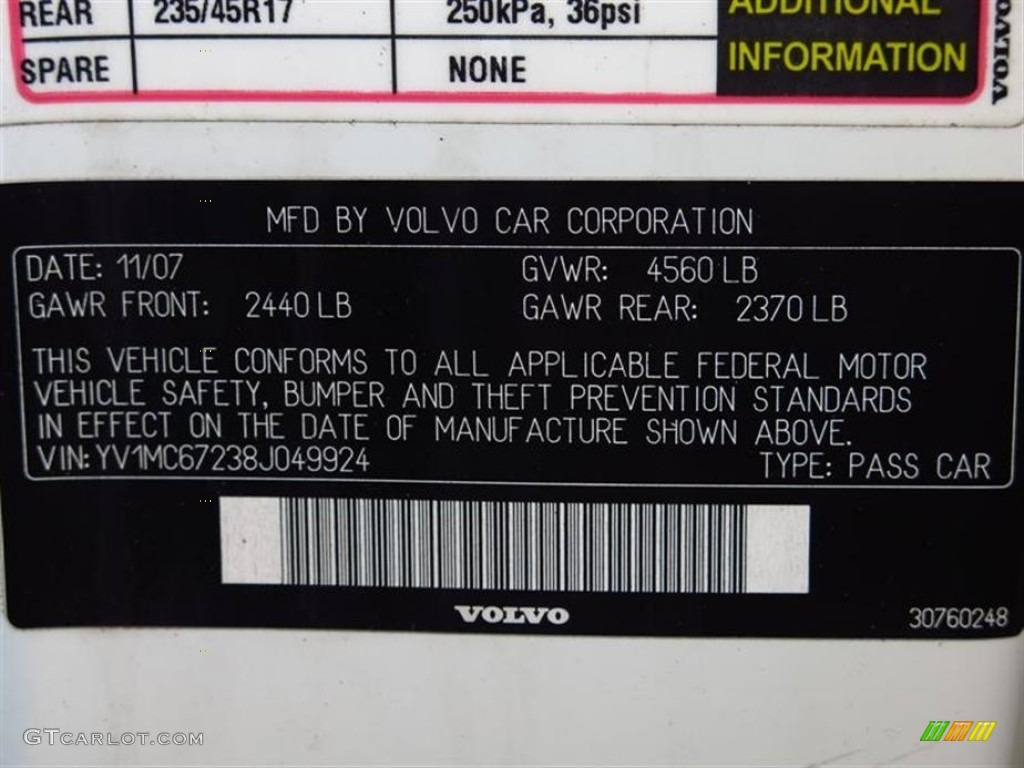 REAR 235/45R17 250kPa, 36psi ADDITIONAL
SPARE NONE INFORMATION
VOLVO
MFD BY VOLVO CAR CORPORATION
DATE: 11/07 GVWR: 4560 LB
GAWR FRONT: 2440 LB GAWR REAR: 2370 LB
THIS VEHICLE CONFORMS TO ALL APPLICABLE FEDERAL MOTOR
VEHICLE SAFETY, BUMPER AND THEFT PREVENTION STANDARDS
IN EFFECT ON THE DATE OF MANUFACTURE SHOWN ABOVE.
VIN: YV1MC67238J049924 TYPE: PASS CAR
VOLVO
30760248
GTCARLOT.COM